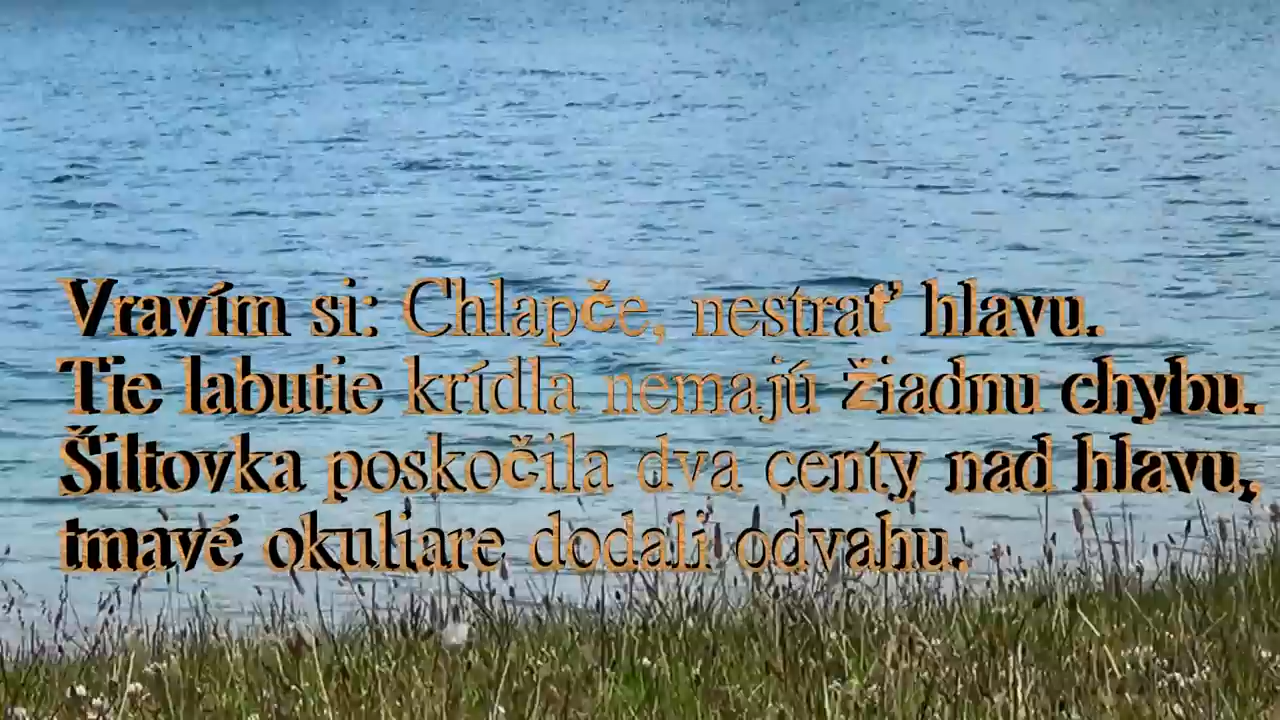 Vravím si: Chlapče, nestrať hlavu.
Tie labutie krídla nemajú žiadnu chybu.
Šiltovka poskočila dva centy nad hlavu,
tmavé okuliare dodali odvahu.